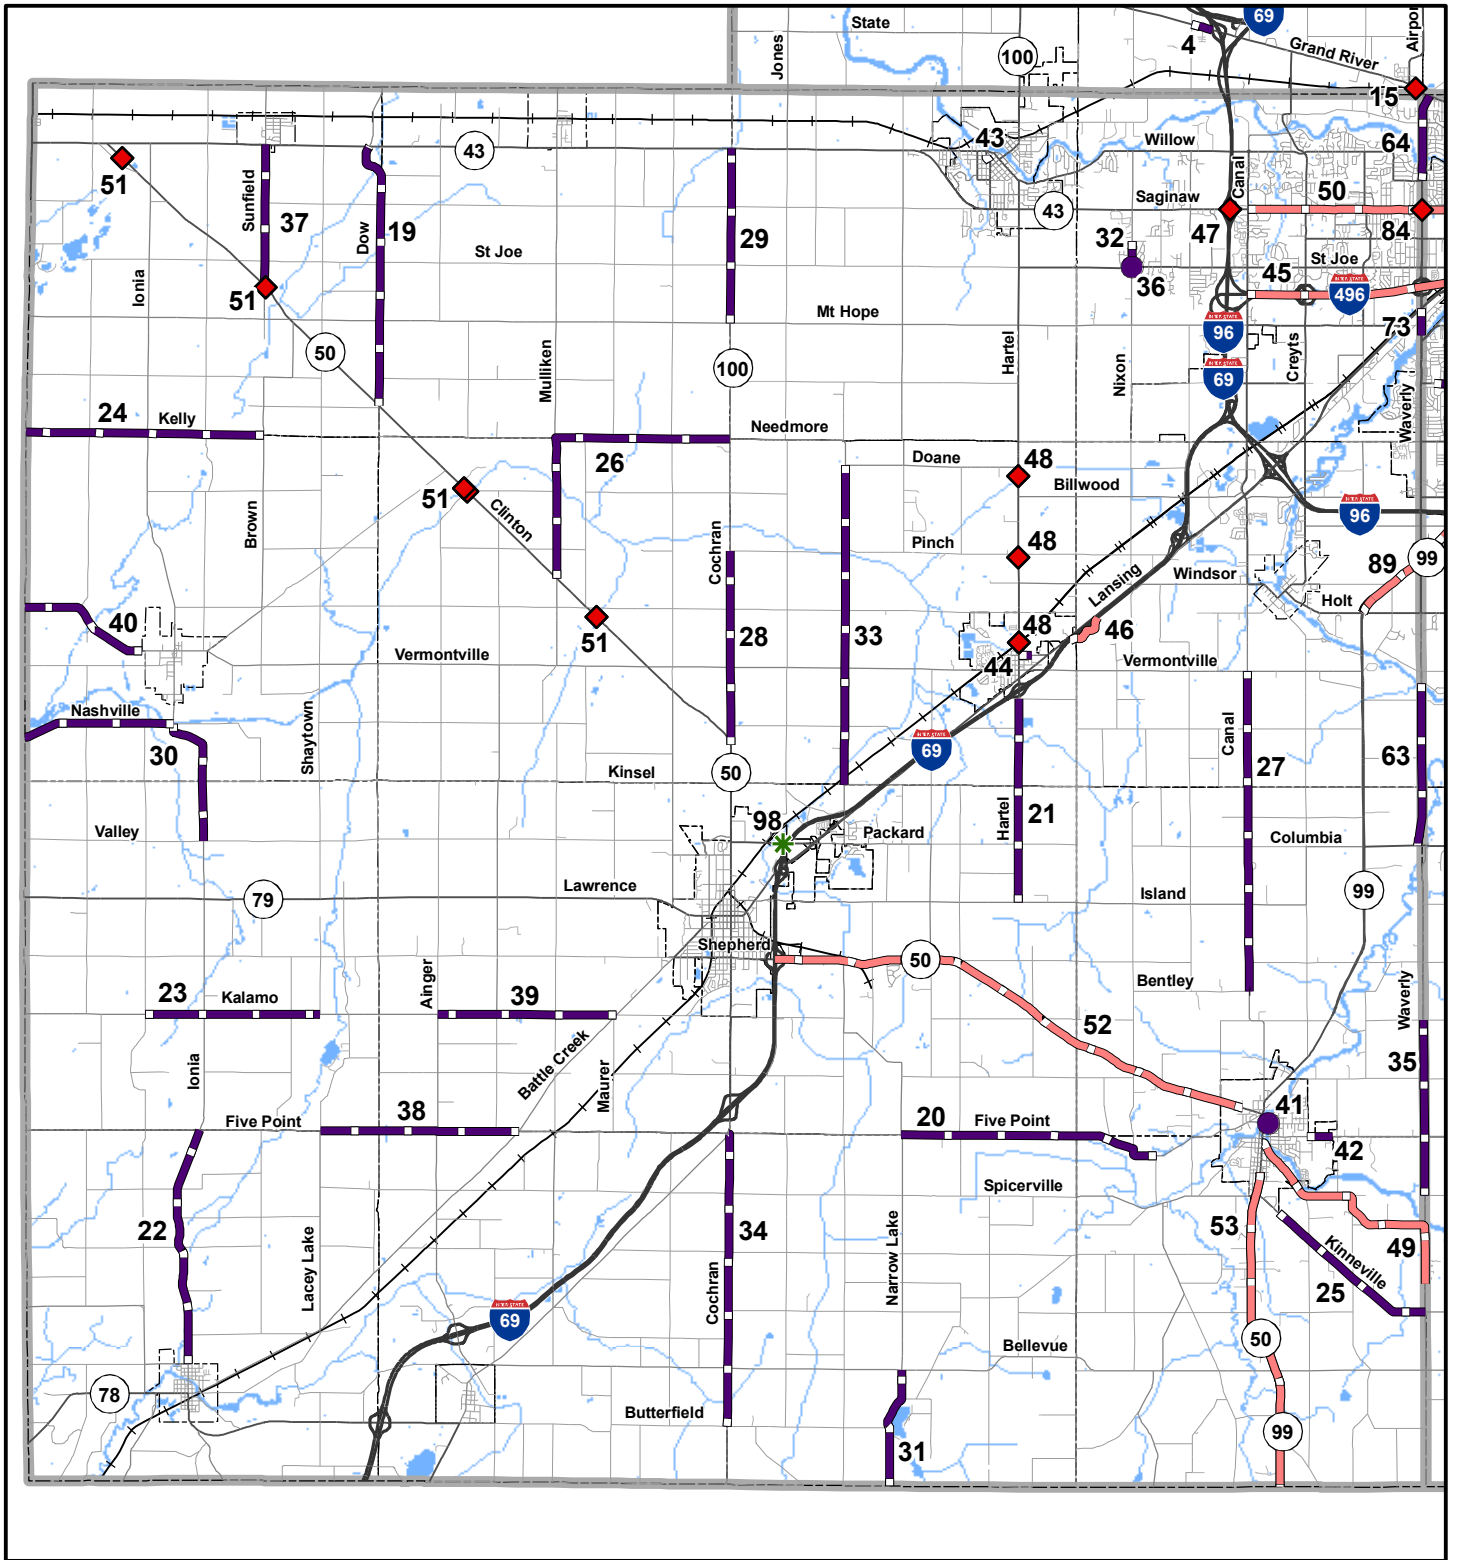 69
State
Airpor
4
Grand River
Jones
100
15
43
43
Willow
64
Canal
51
Saginaw
50
Sunfield
37
Dow
19
29
43
32
47
84
St Joe
45
St Joe
Ionia
51
36
INTERSTATE
496
Mt Hope
73
INTERSTATE
96
50
Mulliken
100
Hartel
Nixon
Creyts
INTERSTATE
69
Waverly
24
Kelly
Needmore
26
Doane
48
Billwood
51
Clinton
Brown
Cochran
Pinch
48
INTERSTATE
96
89
99
Lansing
Windsor
Holt
40
51
28
33
48
46
Vermontville
44
Vermontville
Nashville
30
Shaytown
INTERSTATE
69
Canal
27
63
Kinsel
50
Hartel
21
Valley
98
Packard
Columbia
79
Lawrence
Island
99
Shepherd
50
Bentley
23
Kalamo
Ainger
39
Waverly
52
Ionia
Battle Creek
Maurer
35
Five Point
38
20
Five Point
41
42
Spicerville
22
Lacey Lake
34
Narrow Lake
53
Kinneville
49
Cochran
25
INTERSTATE
69
Bellevue
50
78
Butterfield
99
31